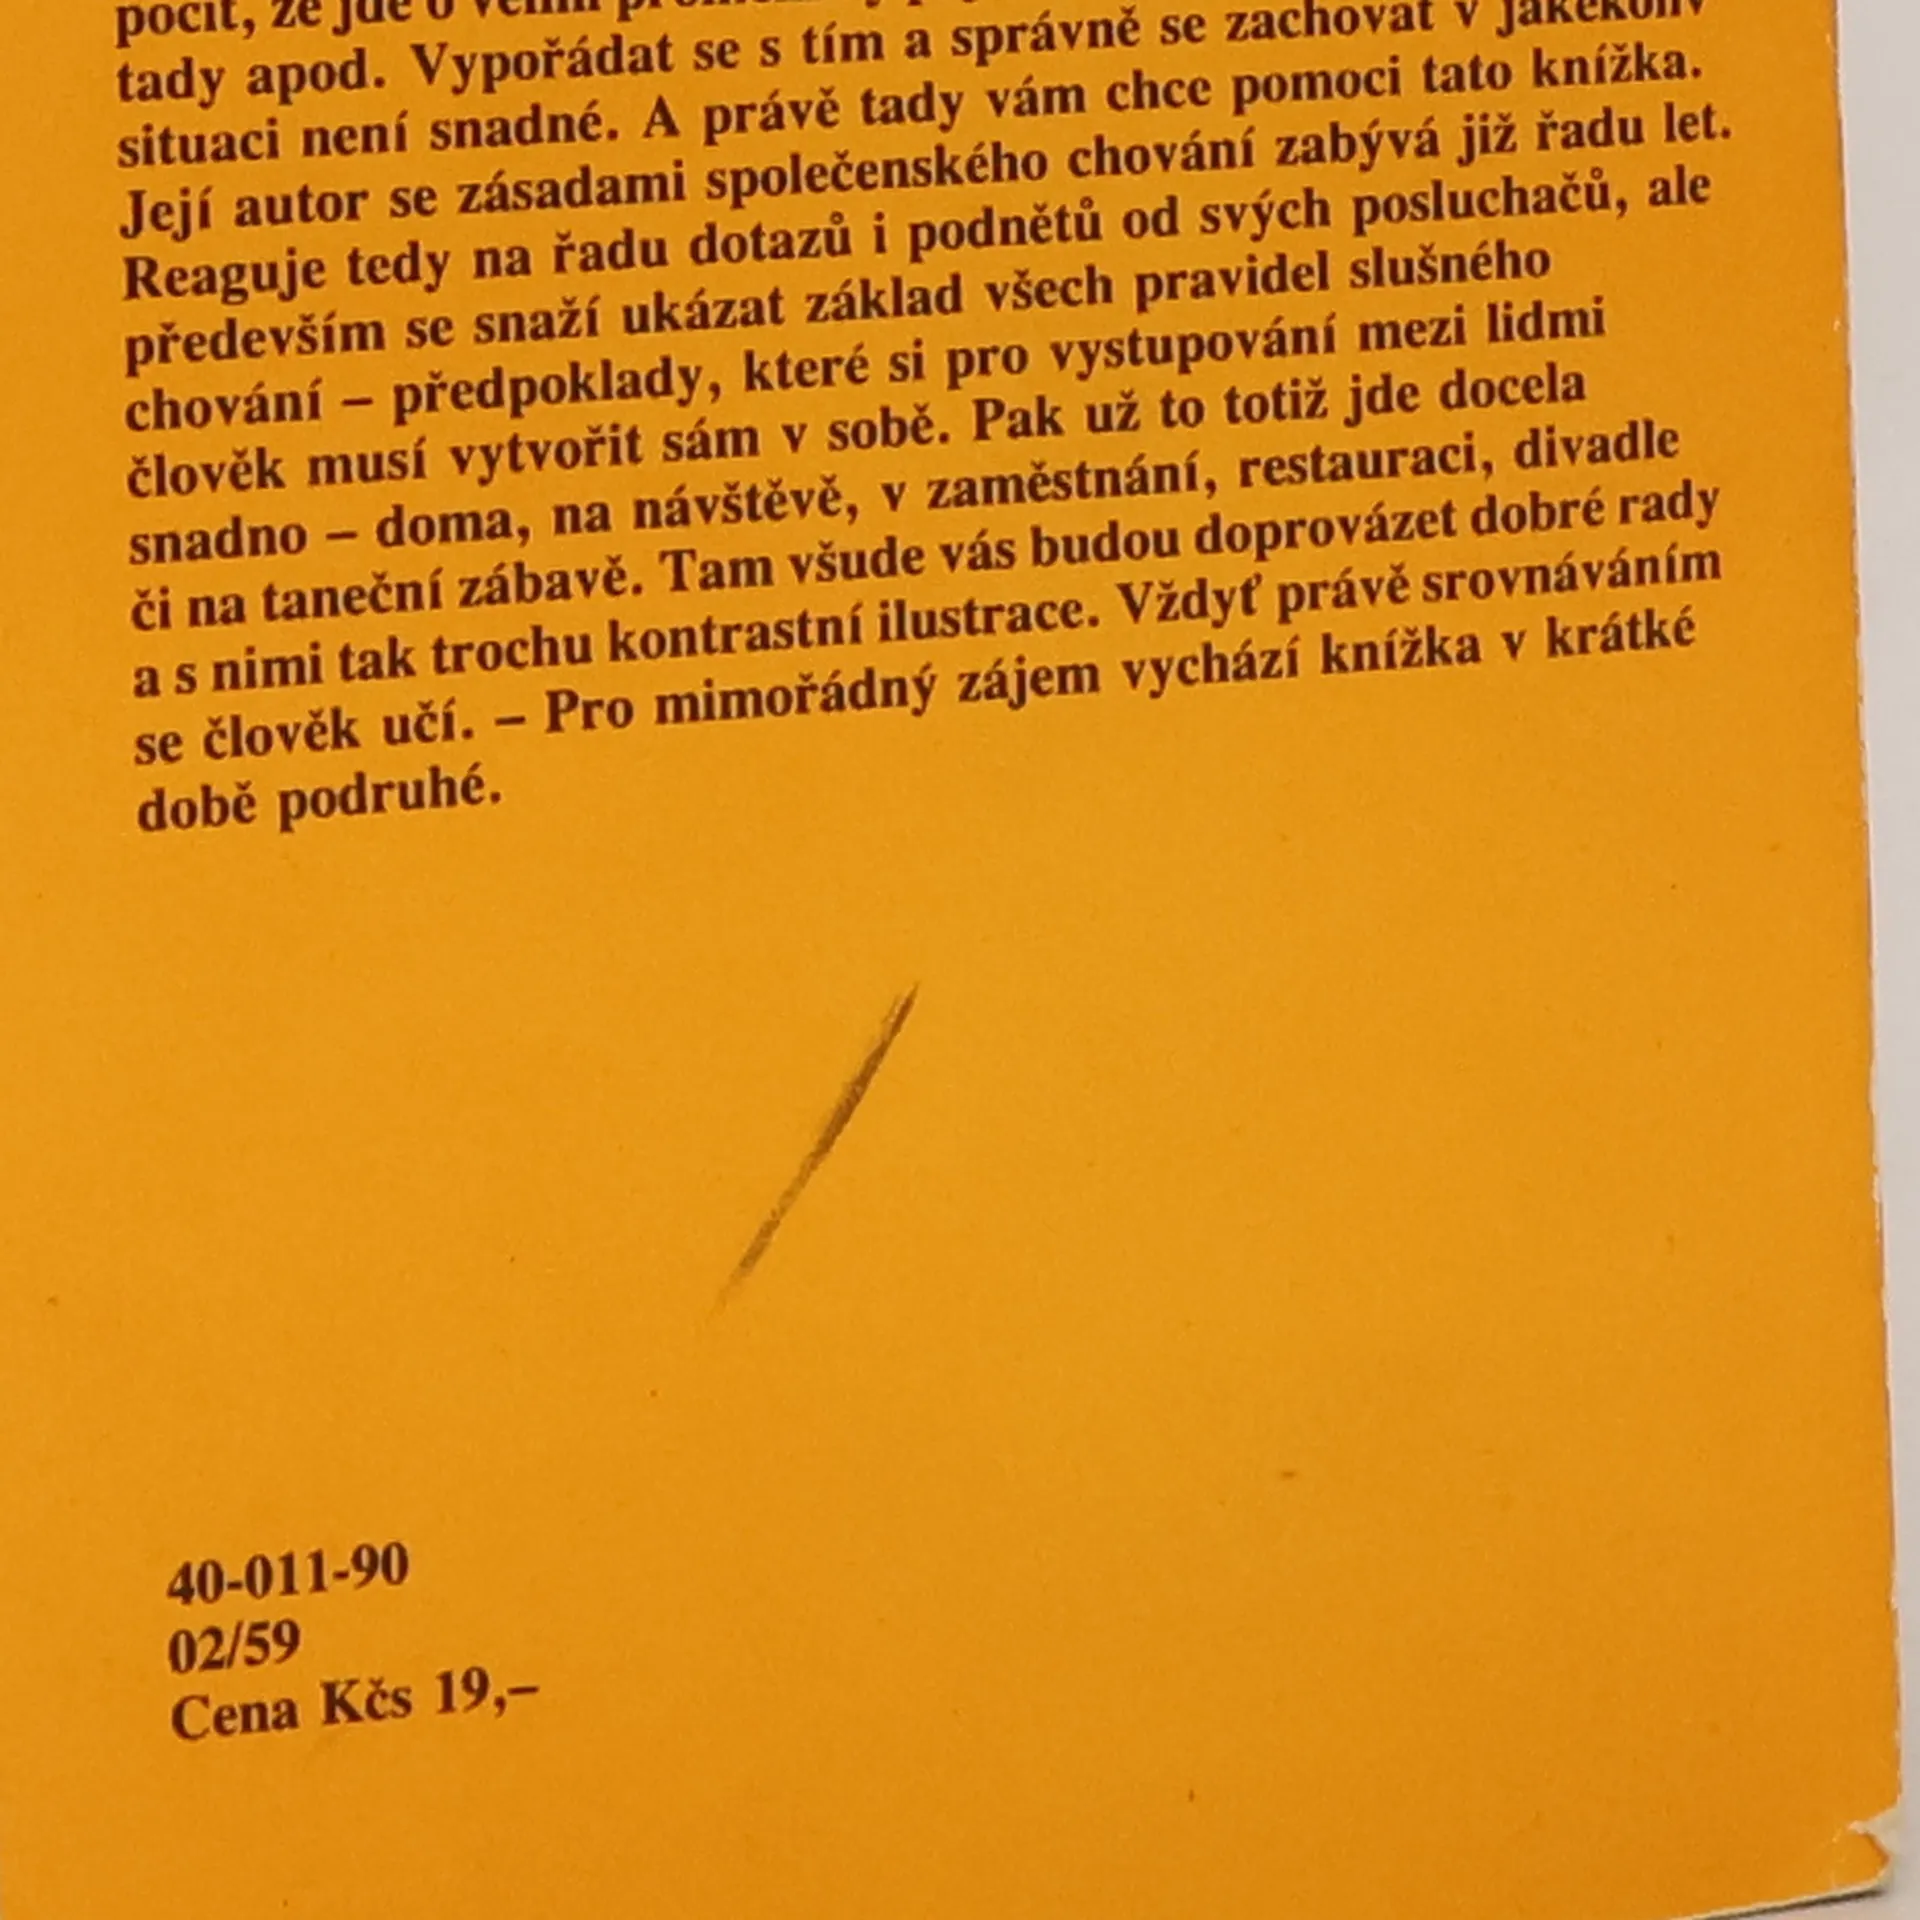 pocit, že jde o velmi
tady apod. Vypořádat se s tím a správně se zachovat v jakékoliv
situaci není snadné. A právě tady vám chce pomoci tato knížka.
Její autor se zásadami společenského chování zabývá již řadu let.
Reaguje tedy na řadu dotazů i podnětů od svých posluchačů, ale
především se snaží ukázat základ všech pravidel slušného
chování – předpoklady, které si pro vystupování mezi lidmi
člověk musí vytvořit sám v sobě. Pak už to totiž jde docela
snadno – doma, na návštěvě, v zaměstnání, restauraci, divadle
či na taneční zábavě. Tam všude vás budou doprovázet dobré rady
a s nimi tak trochu kontrastní ilustrace. Vždyť právě srovnáváním
se člověk učí. – Pro mimořádný zájem vychází knížka v krátké
době podruhé.
40-011-90
02/59
Cena Kčs 19,–